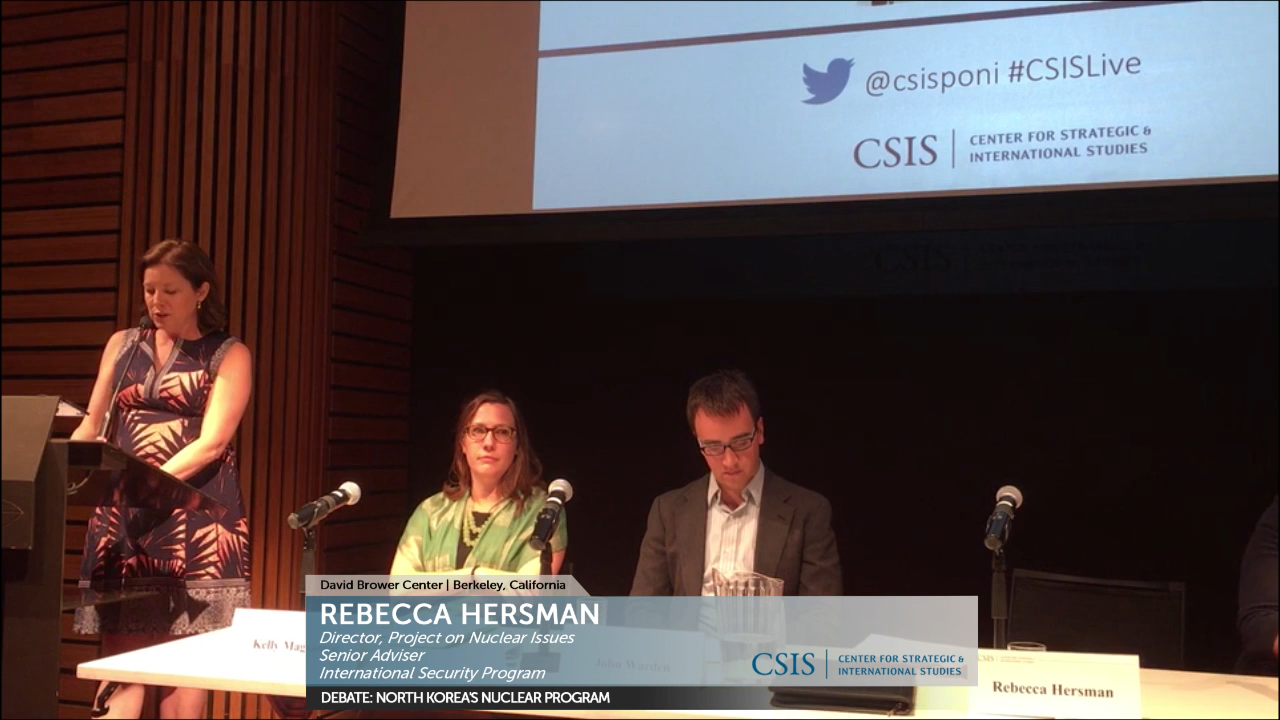 @csisponi #CSISLive
CSIS
CENTER FOR STRATEGIC &
INTERNATIONAL STUDIES
David Brower Center | Berkeley, California
REBECCA HERSMAN
Director, Project on Nuclear Issues
Senior Adviser
International Security Program
CSIS
CENTER FOR STRATEGIC &
INTERNATIONAL STUDIES
DEBATE: NORTH KOREA'S NUCLEAR PROGRAM
Kelly
John Warden
Rebecca Hersman